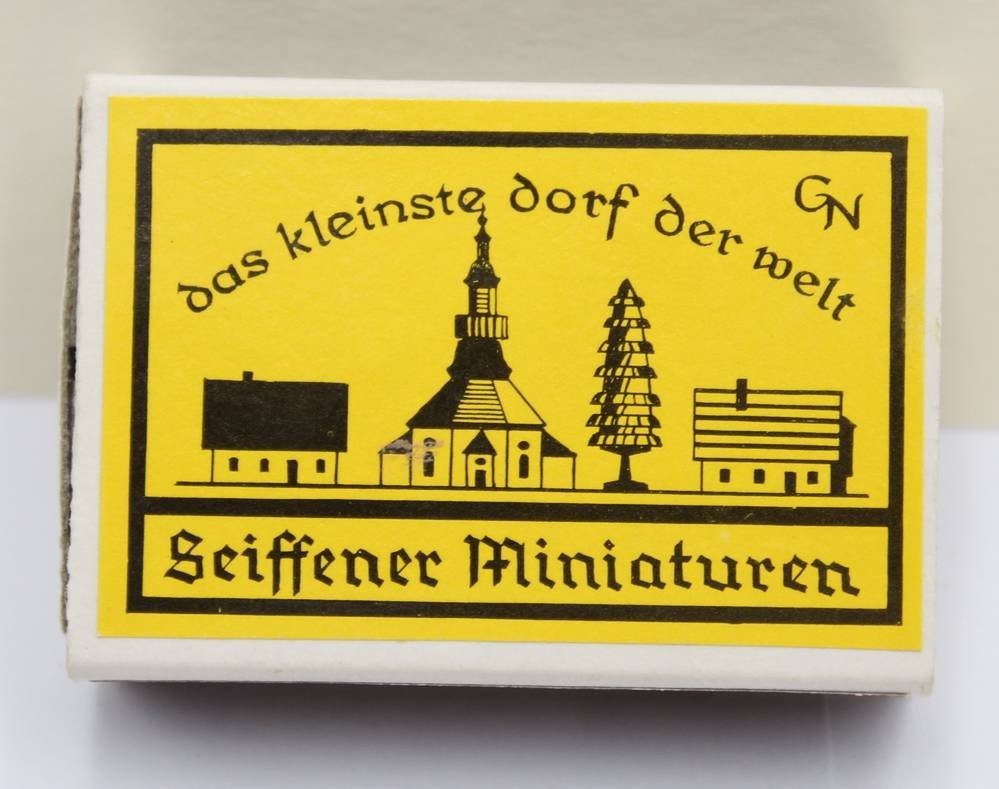 das kleinste dorf der welt
GN
Seiffener Miniaturen